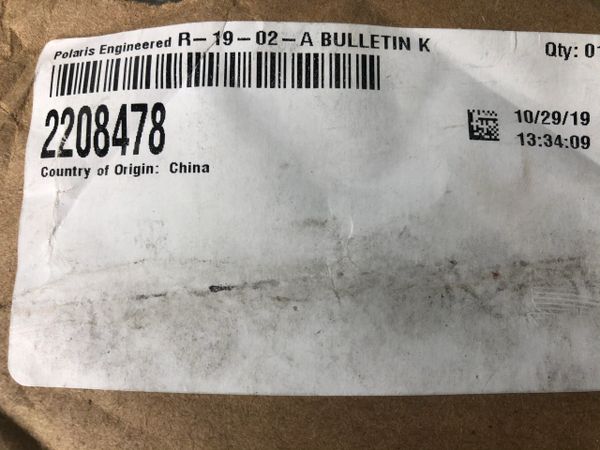 Polaris Engineered R-19-02-A BULLETIN K
Qty: 01
2208478
10/29/19
13:34:09
Country of Origin: China